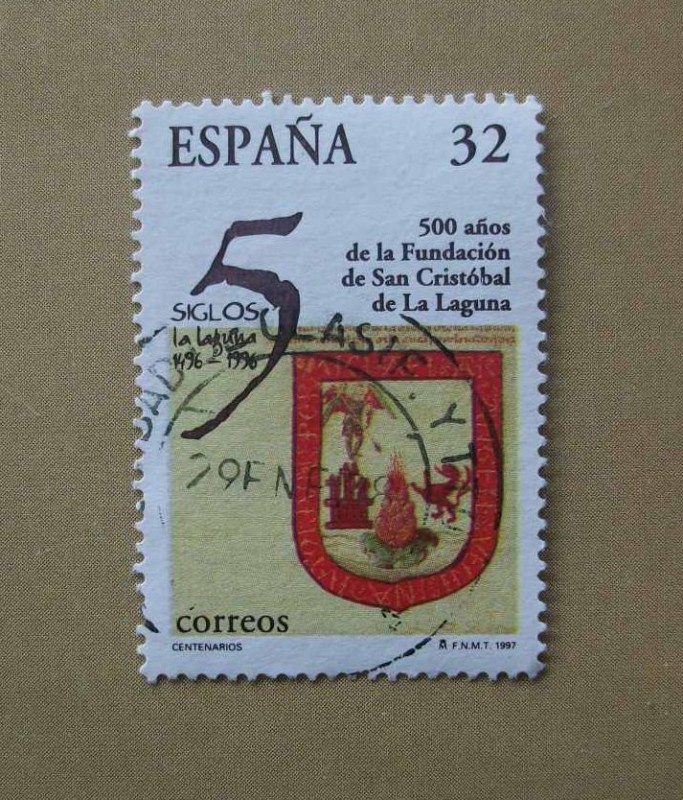 ESPAÑA 32
500 años
de la Fundación
de San Cristóbal
de La Laguna
5
SIGLOS
la laguna
1496 - 1996
29 ENE
correos
CENTENARIOS F.N.M.T. 1997